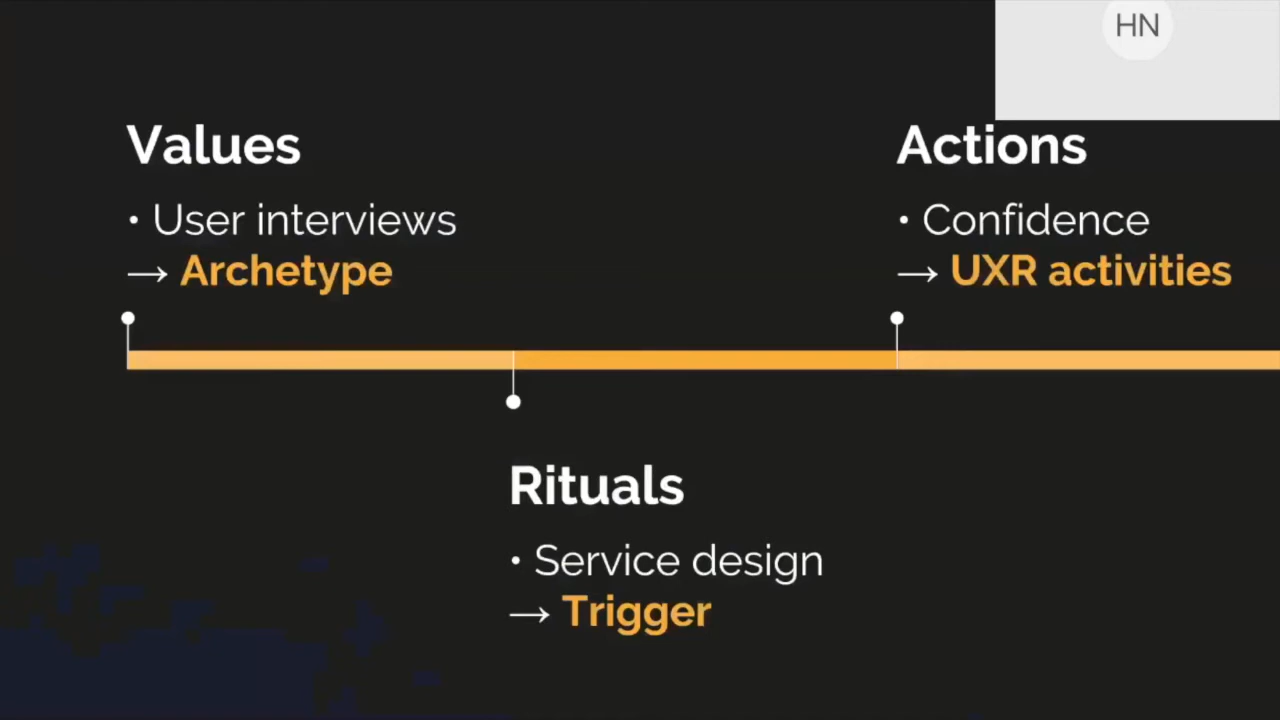 HN
Values
• User interviews
→ Archetype
Actions
• Confidence
→ UXR activities
Rituals
• Service design
→ Trigger